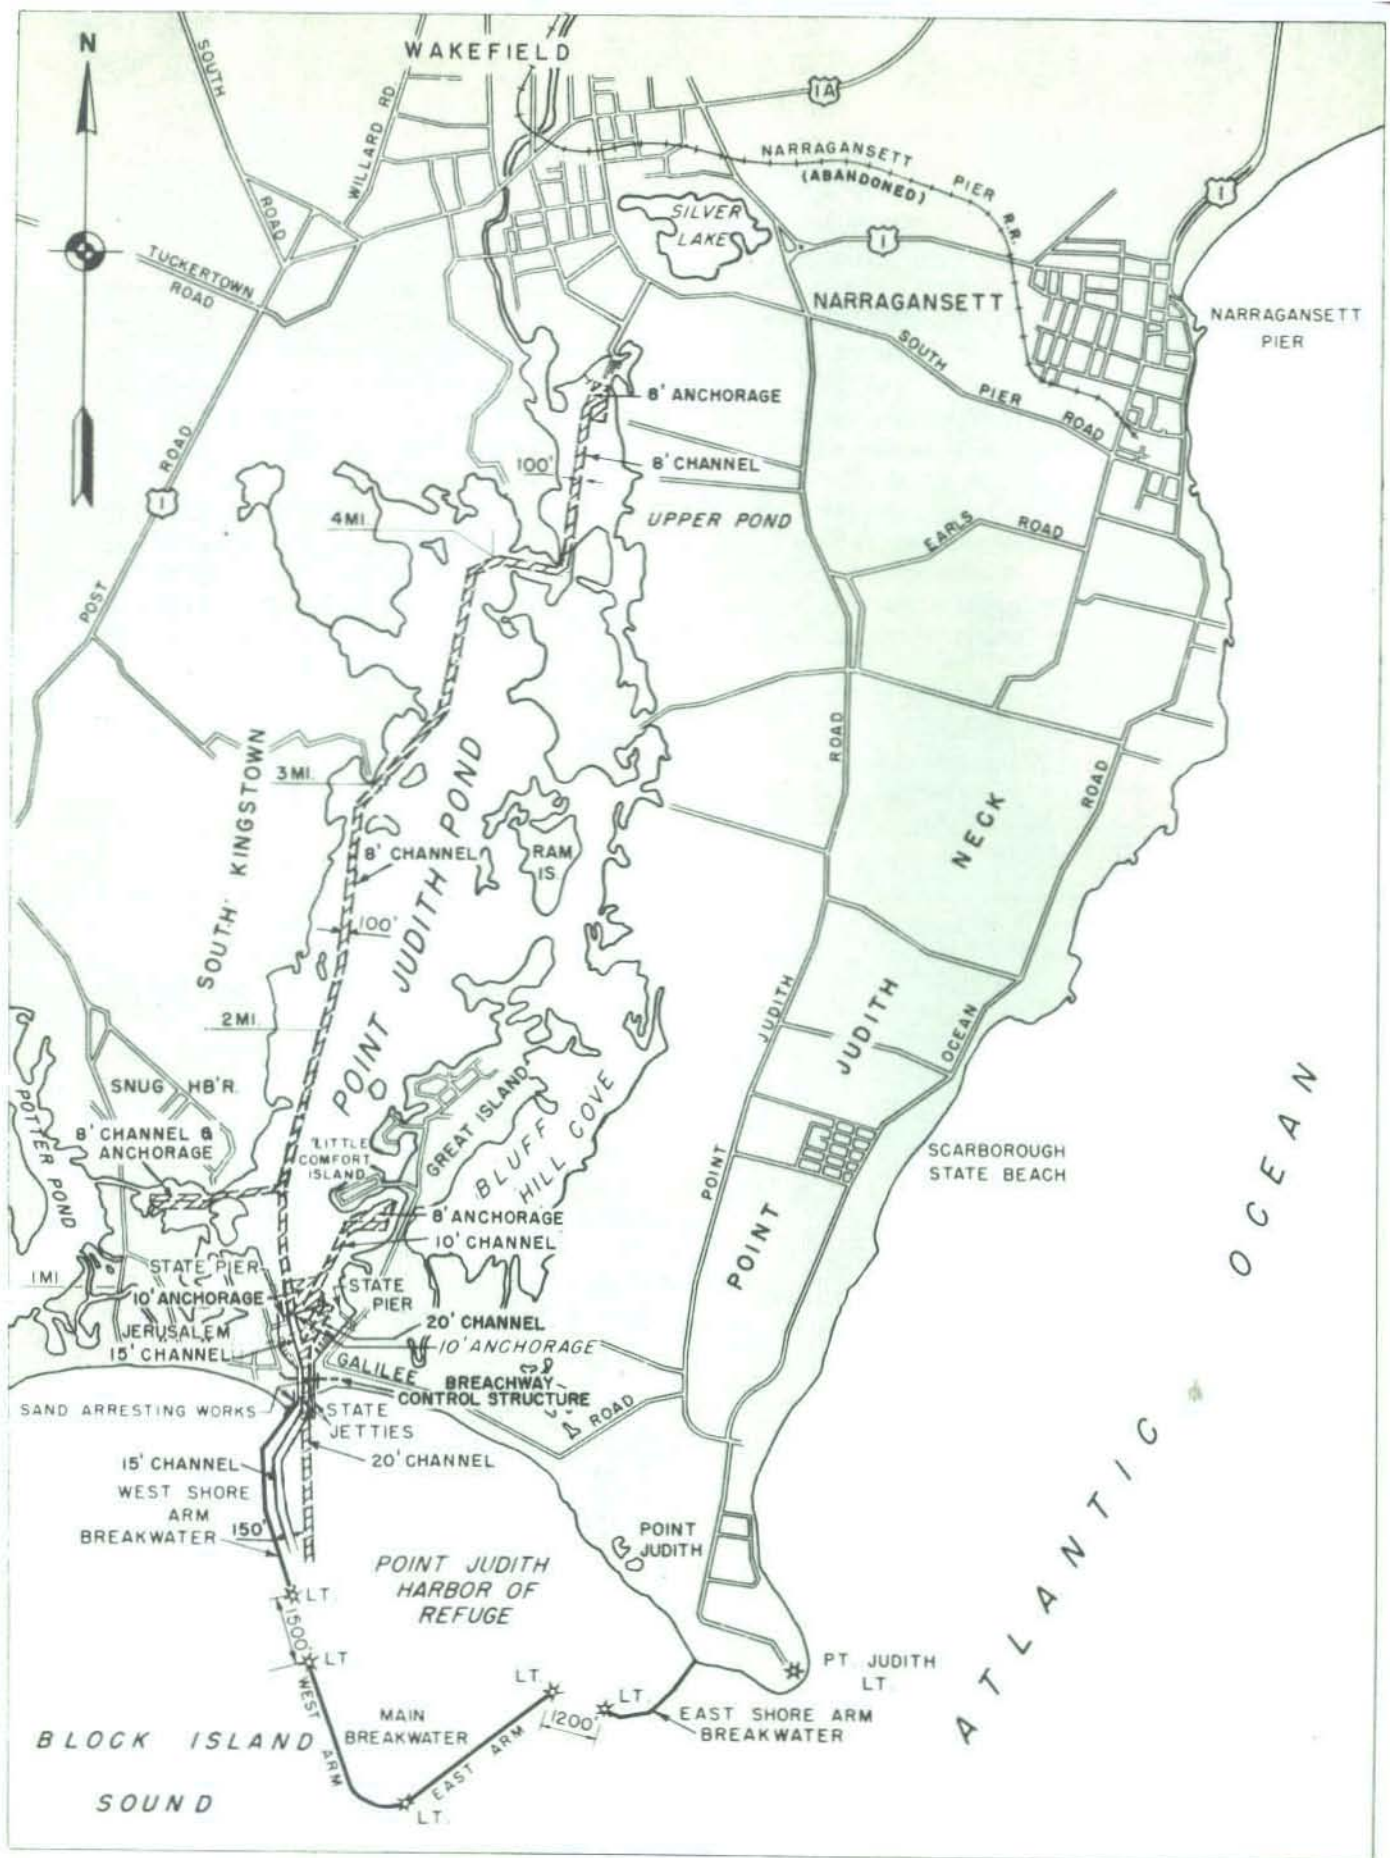 N
WAKEFIELD
SOUTH
ROAD
WILLARD RD.
1A
NARRAGANSETT
(ABANDONED)
PIER
R.R.
1
1
SILVER
LAKE
TUCKERTOWN
ROAD
NARRAGANSETT
NARRAGANSETT
PIER
SOUTH
PIER
ROAD
8' ANCHORAGE
8' CHANNEL
100'
ROAD
1
POST
4 MI.
UPPER POND
EARLS
ROAD
ROAD
ROAD
SOUTH KINGSTOWN
3 MI.
8' CHANNEL
RAM
IS.
NECK
100'
POINT JUDITH POND
2 MI.
JUDITH
JUDITH
OCEAN
SNUG HB'R.
POTTER POND
8' CHANNEL &
ANCHORAGE
LITTLE
COMFORT
ISLAND
GREAT ISLAND
BLUFF
HILL COVE
SCARBOROUGH
STATE BEACH
POINT
POINT
8' ANCHORAGE
10' CHANNEL
STATE PIER
1 MI.
10' ANCHORAGE
STATE
PIER
JERUSALEM
15' CHANNEL
20' CHANNEL
10' ANCHORAGE
GALILEE
BREACHWAY
CONTROL STRUCTURE
ROAD
SAND ARRESTING WORKS
STATE
JETTIES
15' CHANNEL
20' CHANNEL
WEST SHORE
ARM
BREAKWATER
150'
POINT JUDITH
HARBOR OF
REFUGE
POINT
JUDITH
LT.
1500'
LT.
WEST ARM
MAIN
BREAKWATER
LT.
1200'
LT.
EAST ARM
LT.
PT. JUDITH
LT.
EAST SHORE ARM
BREAKWATER
BLOCK ISLAND
SOUND
ATLANTIC OCEAN